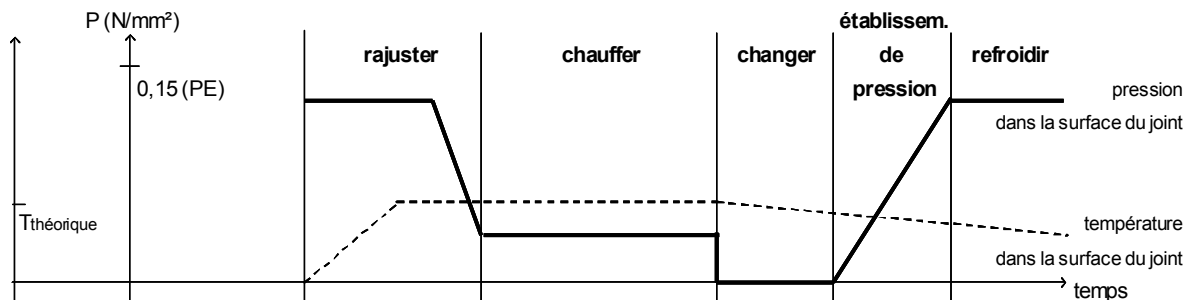 P (N/mm²)
0,15 (PE)
Tthéorique
rajuster
chauffer
changer
établissem.
de
pression
refroidir
pression
dans la surface du joint
température
dans la surface du joint
temps